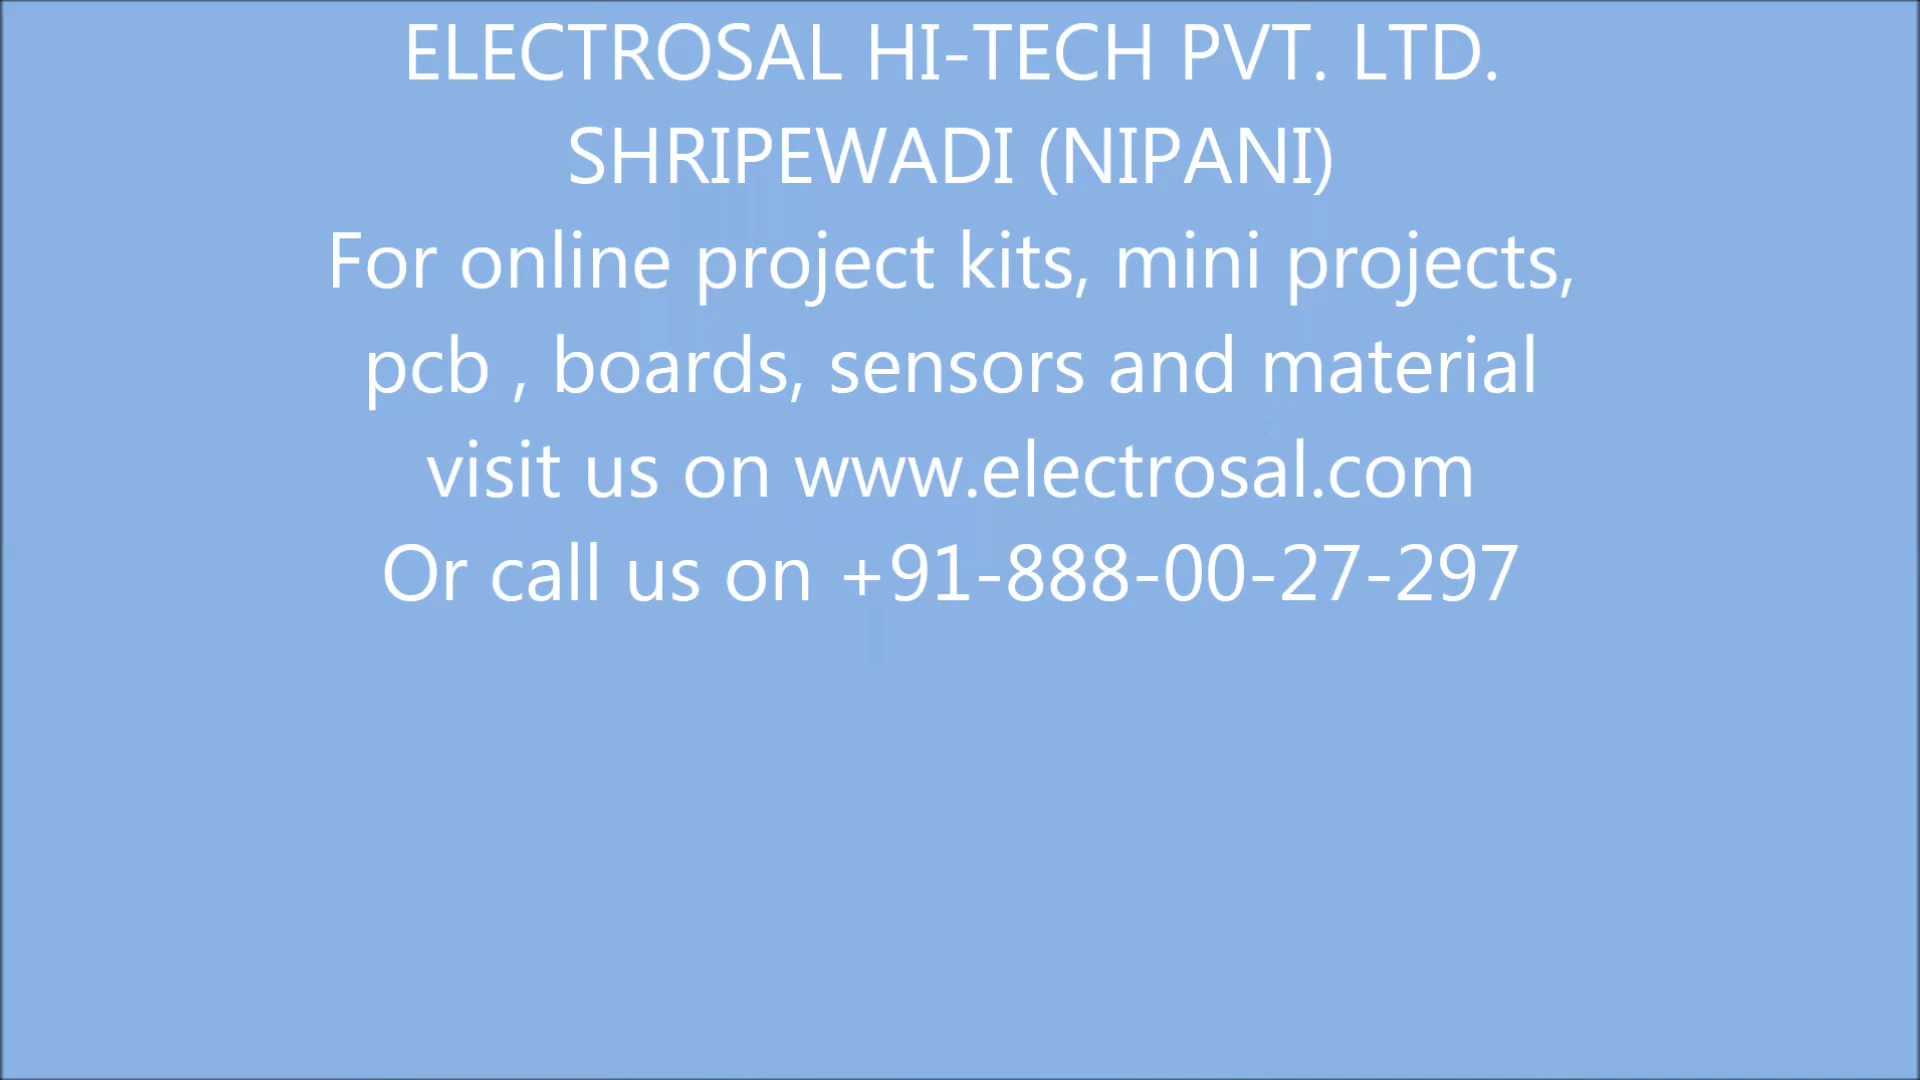 ELECTROSAL HI-TECH PVT. LTD.
SHRIPEWADI (NIPANI)
For online project kits, mini projects,
pcb , boards, sensors and material
visit us on www.electrosal.com
Or call us on +91-888-00-27-297